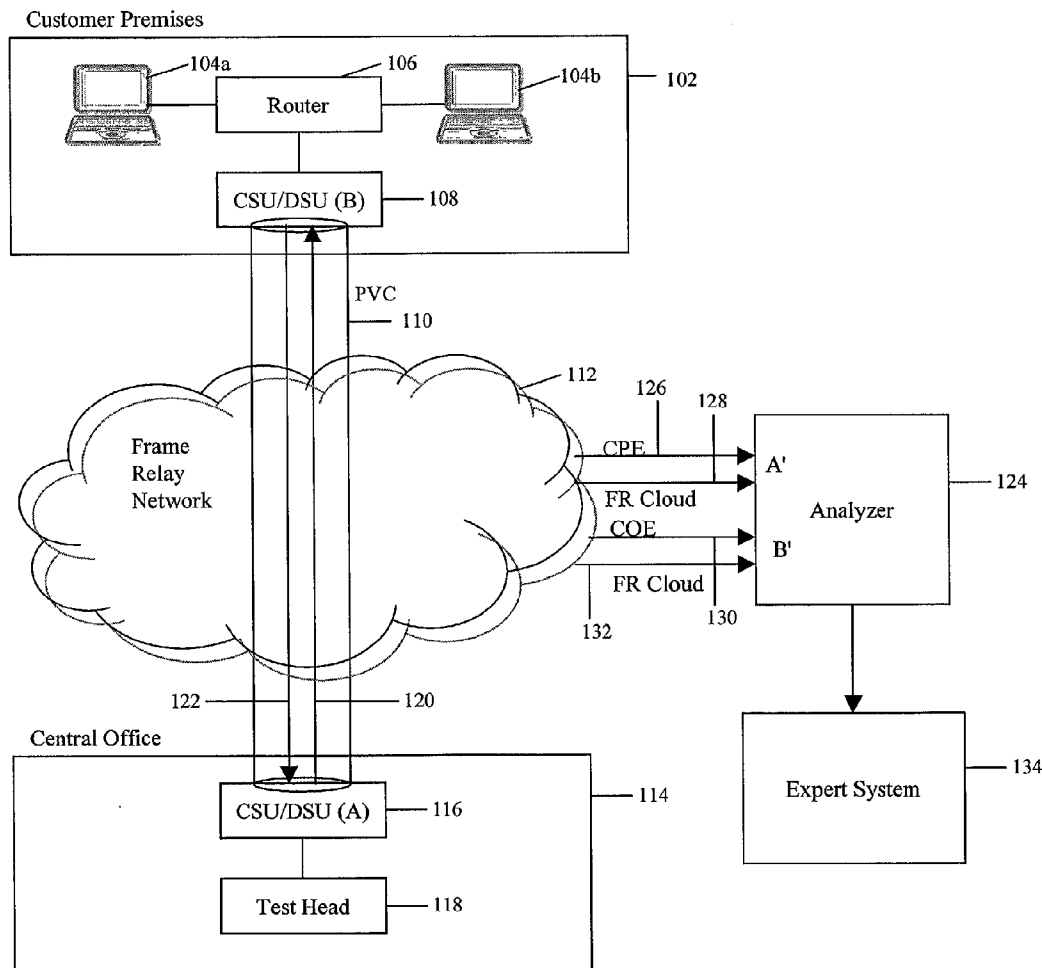 Customer Premises
104a
106
104b
102
Router
CSU/DSU (B)
108
PVC
110
112
126
128
Frame
Relay
Network
CPE
A'
FR Cloud
124
Analyzer
COE
B'
FR Cloud
132
130
122
120
Central Office
134
Expert System
CSU/DSU (A)
116
114
Test Head
118